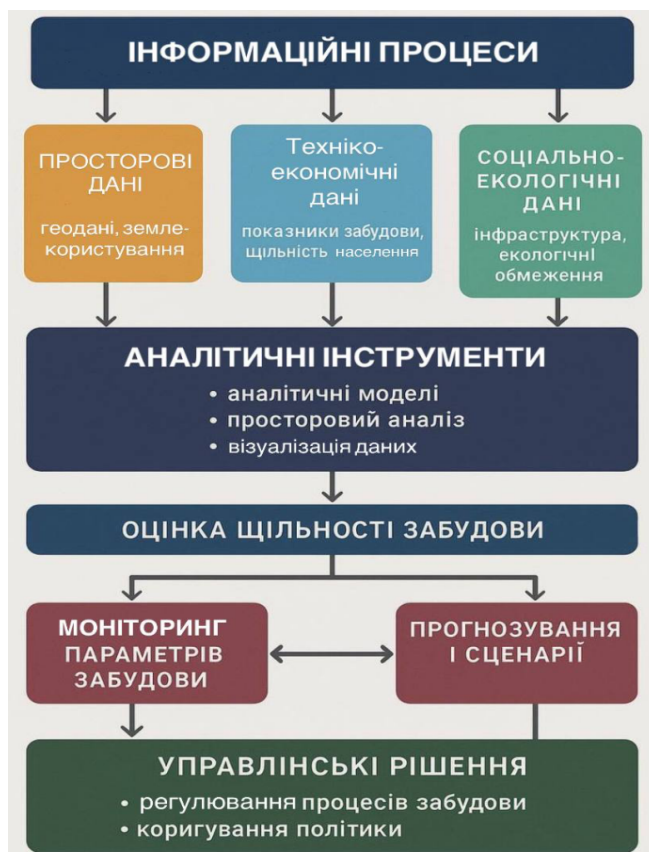 ІНФОРМАЦІЙНІ ПРОЦЕСИ
ПРОСТОРОВІ
ДАНІ
геодані, земле-
користування
Техніко-
економічні
дані
показники забудови,
щільність населення
СОЦІАЛЬНО-
ЕКОЛОГІЧНІ
ДАНІ
інфраструктура,
екологічні
обмеження
АНАЛІТИЧНІ ІНСТРУМЕНТИ
• аналітичні моделі
• просторовий аналіз
• візуалізація даних
ОЦІНКА ЩІЛЬНОСТІ ЗАБУДОВИ
МОНІТОРИНГ
ПАРАМЕТРІВ
ЗАБУДОВИ
ПРОГНОЗУВАННЯ
І СЦЕНАРІЇ
УПРАВЛІНСЬКІ РІШЕННЯ
• регулювання процесів забудови
• коригування політики